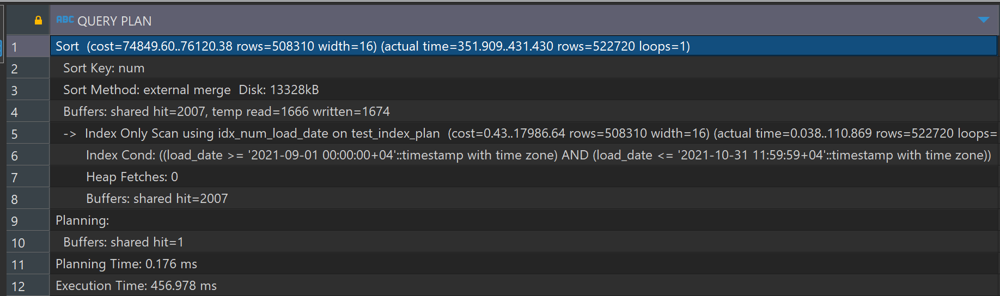 ABC QUERY PLAN
1 Sort  (cost=74849.60..76120.38 rows=508310 width=16) (actual time=351.909..431.430 rows=522720 loops=1)
2 Sort Key: num
3 Sort Method: external merge  Disk: 13328kB
4 Buffers: shared hit=2007, temp read=1666 written=1674
5 ->  Index Only Scan using idx_num_load_date on test_index_plan  (cost=0.43..17986.64 rows=508310 width=16) (actual time=0.038..110.869 rows=522720 loops=
6 Index Cond: ((load_date >= '2021-09-01 00:00:00+04'::timestamp with time zone) AND (load_date <= '2021-10-31 11:59:59+04'::timestamp with time zone))
7 Heap Fetches: 0
8 Buffers: shared hit=2007
9 Planning:
10 Buffers: shared hit=1
11 Planning Time: 0.176 ms
12 Execution Time: 456.978 ms